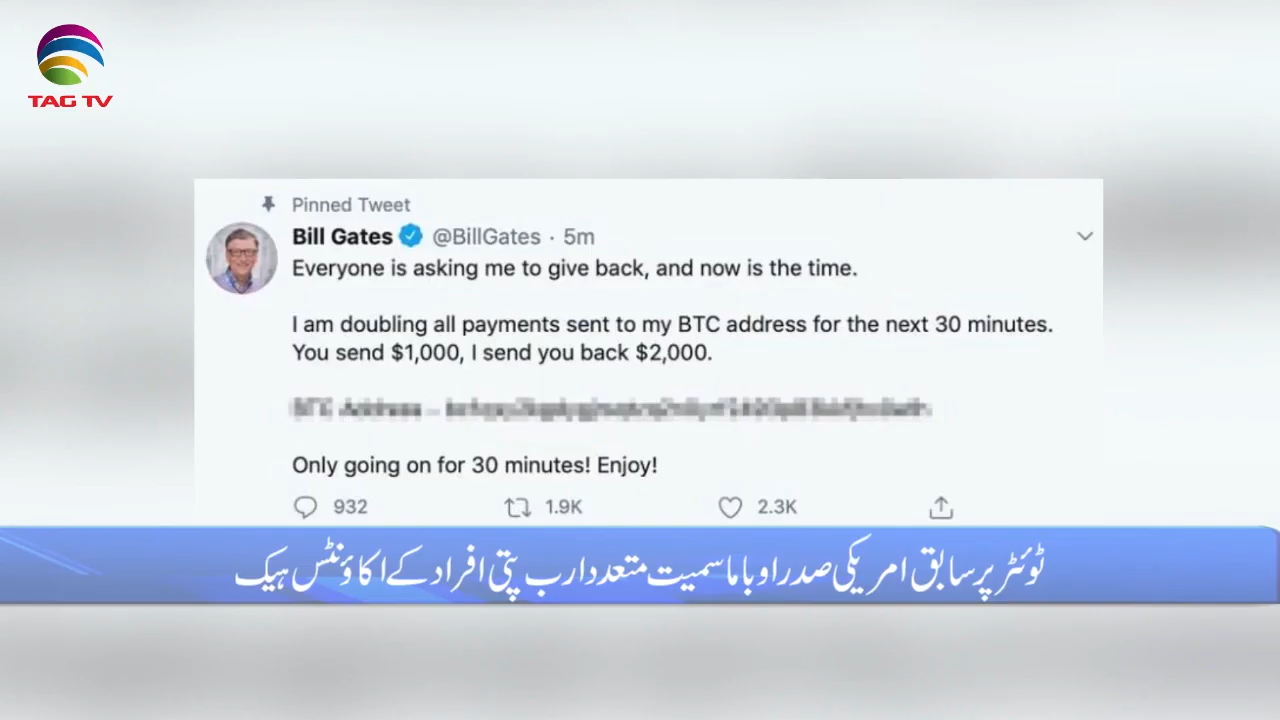 TAG TV
Pinned Tweet
Bill Gates @BillGates · 5m
Everyone is asking me to give back, and now is the time.
I am doubling all payments sent to my BTC address for the next 30 minutes.
You send $1,000, I send you back $2,000.
Only going on for 30 minutes! Enjoy!
932 1.9K 2.3K
ٹوئٹر پر سابق امریکی صدر اوباما سمیت متعدد ارب پتی افراد کے اکاؤنٹس ہیک